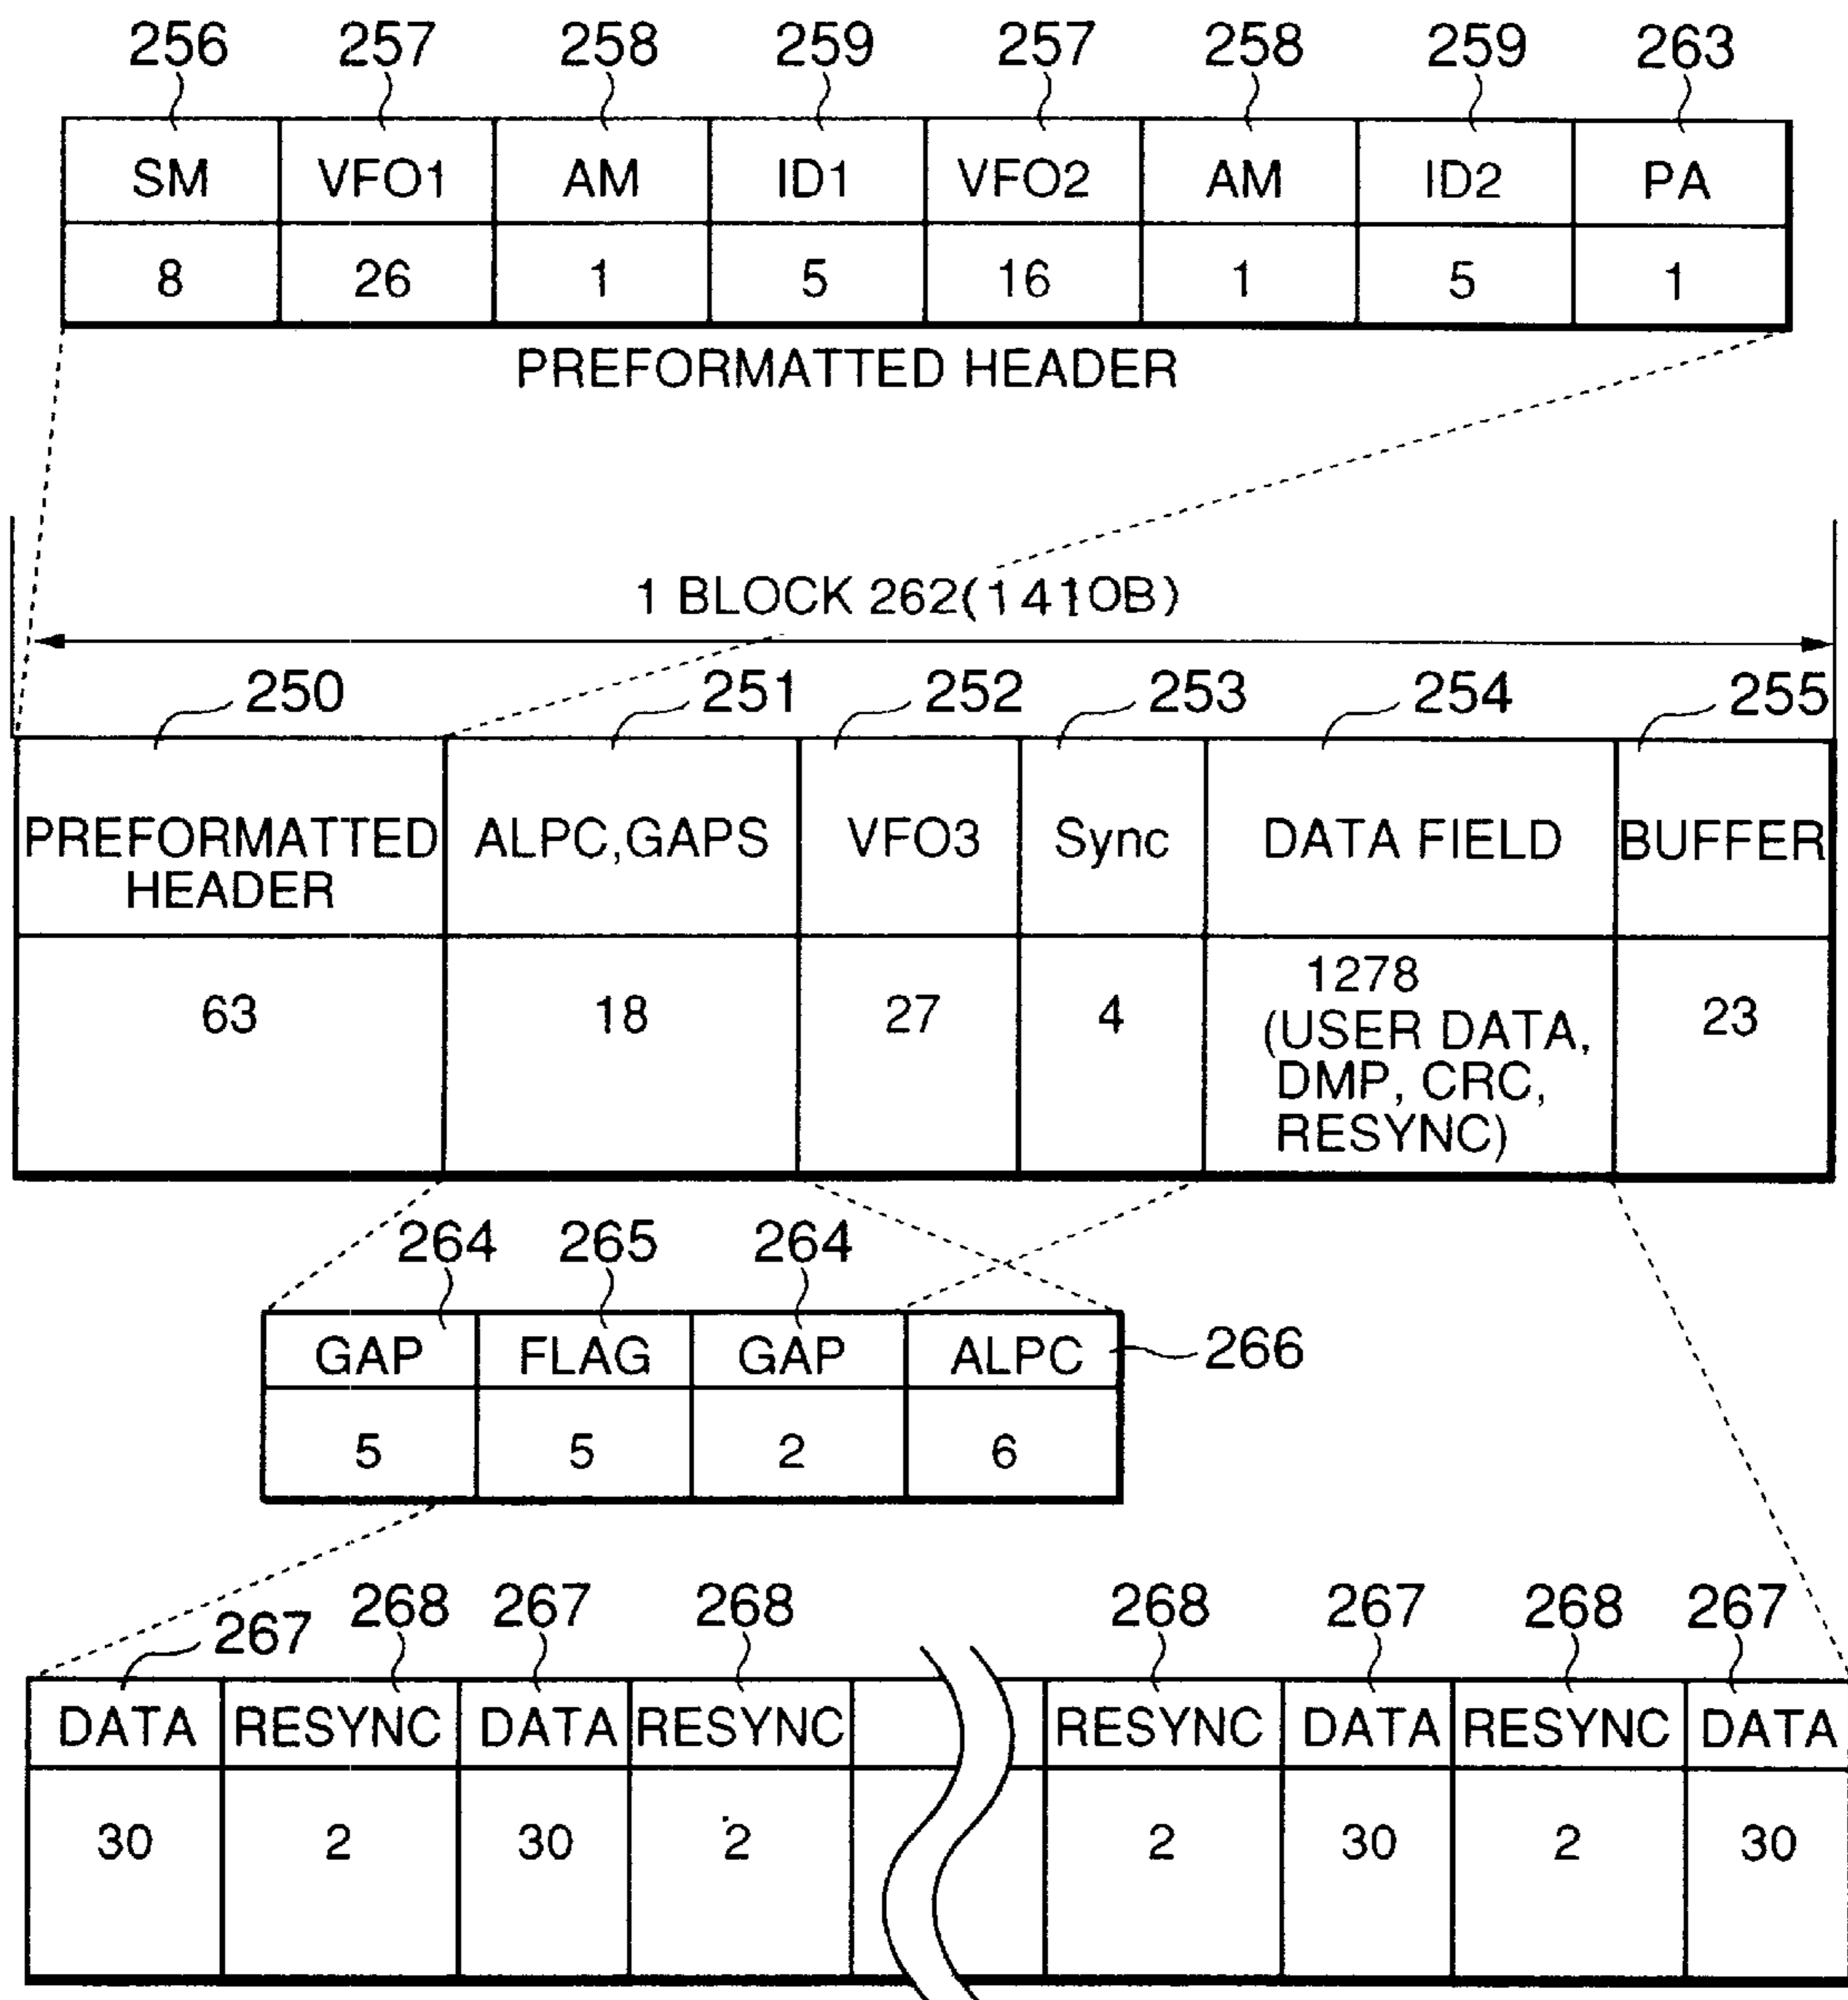 256 257 258 259 257 258 259 263
SM VFO1 AM ID1 VFO2 AM ID2 PA
8 26 1 5 16 1 5 1
PREFORMATTED HEADER
1 BLOCK 262(1410B)
250 251 252 253 254 255
PREFORMATTED HEADER
ALPC,GAPS
VFO3
Sync
DATA FIELD
BUFFER
63
18
27
4
1278
(USER DATA,
DMP, CRC,
RESYNC)
23
264 265 264
GAP FLAG GAP ALPC 266
5 5 2 6
267 268 267 268 268 267 268 267
DATA RESYNC DATA RESYNC RESYNC DATA RESYNC DATA
30 2 30 2 2 30 2 30